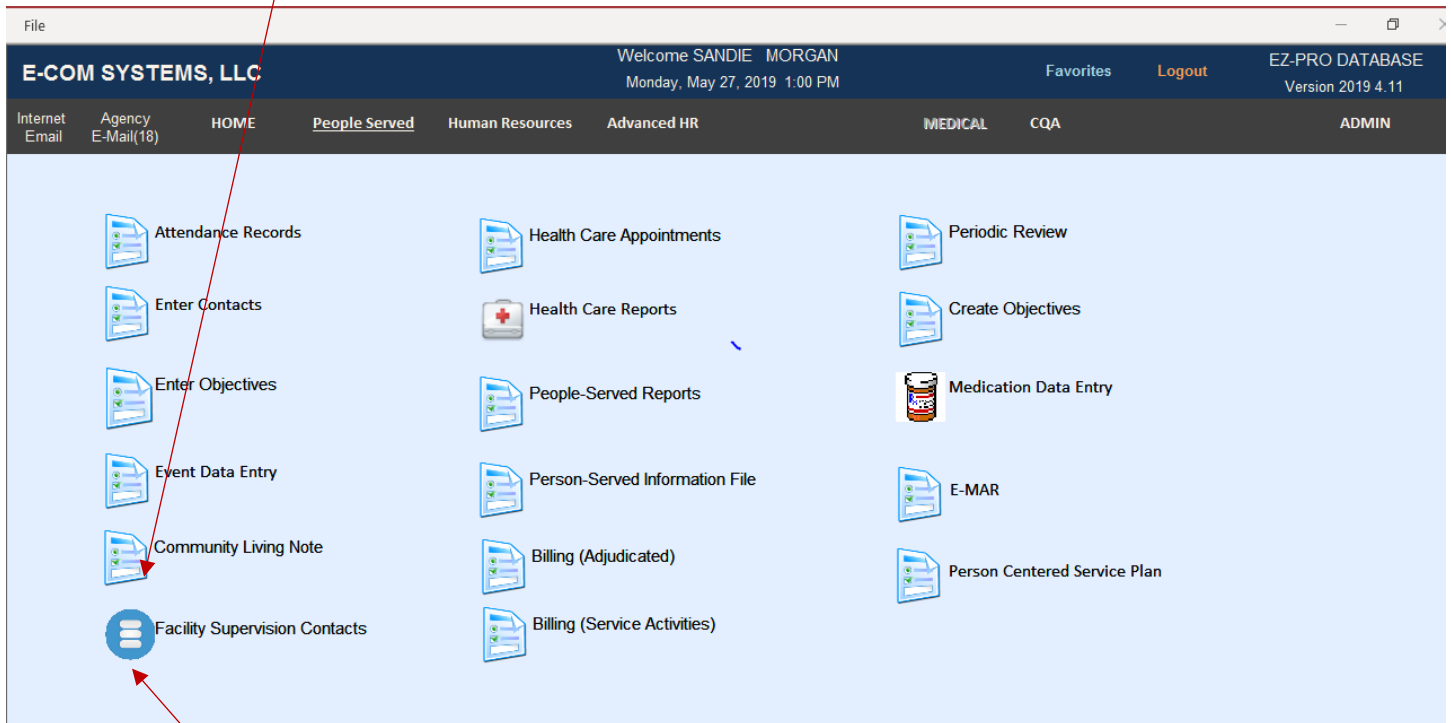 File
E-COM SYSTEMS, LLC
Welcome SANDIE MORGAN
Monday, May 27, 2019 1:00 PM
Favorites
Logout
EZ-PRO DATABASE
Version 2019 4.11
Internet
Email
Agency
E-Mail(18)
HOME
People Served
Human Resources
Advanced HR
MEDICAL
CQA
ADMIN
Attendance Records
Enter Contacts
Enter Objectives
Event Data Entry
Community Living Note
Facility Supervision Contacts
Health Care Appointments
Health Care Reports
People-Served Reports
Person-Served Information File
Billing (Adjudicated)
Billing (Service Activities)
Periodic Review
Create Objectives
Medication Data Entry
E-MAR
Person Centered Service Plan